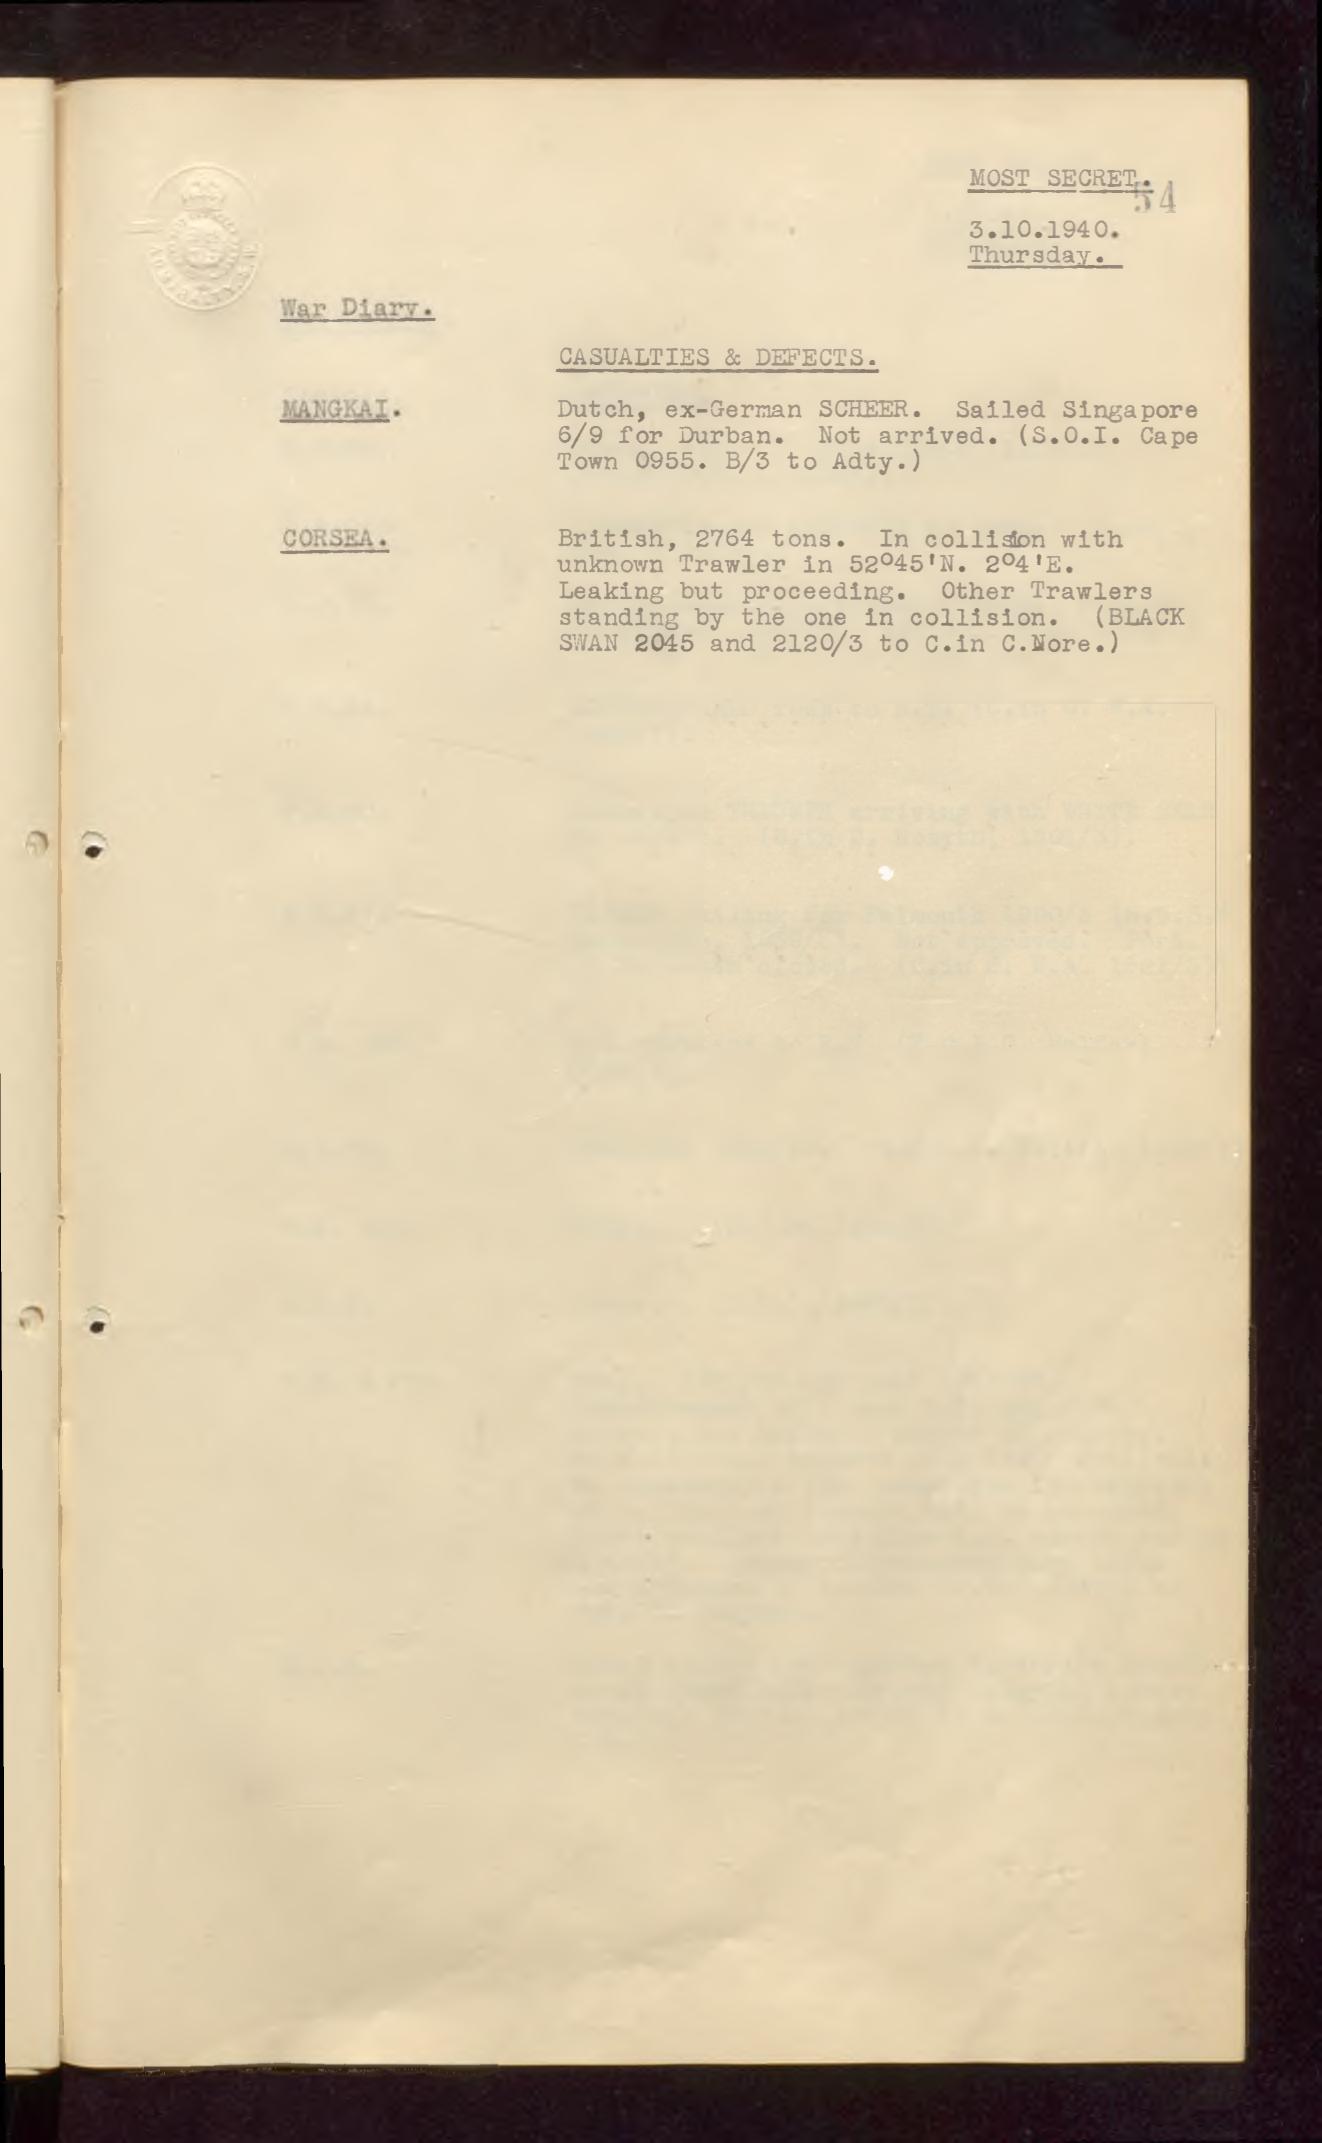 MOST SECRET.
54
3.10.1940.
Thursday.
War Diary.
CASUALTIES & DEFECTS.
MANGKAI. Dutch, ex-German SCHEER. Sailed Singapore
6/9 for Durban. Not arrived. (S.O.I. Cape
Town 0955. B/3 to Adty.)
CORSEA. British, 2764 tons. In collision with
unknown Trawler in 52°45'N. 2°4'E.
Leaking but proceeding. Other Trawlers
standing by the one in collision. (BLACK
SWAN 2045 and 2120/3 to C.in C.Nore.)